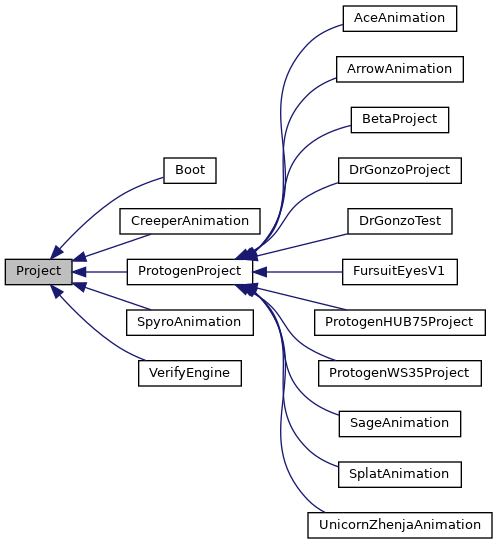 AceAnimation
ArrowAnimation
BetaProject
Boot
DrGonzoProject
CreeperAnimation
DrGonzoTest
Project
ProtogenProject
FursuitEyesV1
SpyroAnimation
ProtogenHUB75Project
VerifyEngine
ProtogenWS35Project
SageAnimation
SplatAnimation
UnicornZhenjaAnimation